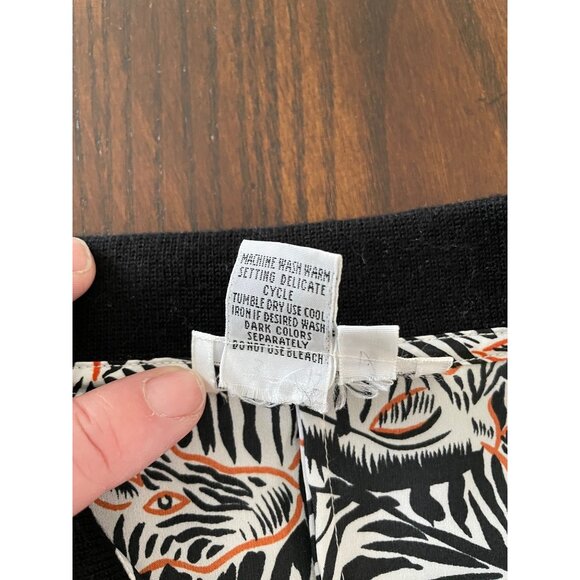 MACHINE WASH WARM
SETTING DELICATE
CYCLE
TUMBLE DRY USE COOL
IRON IF DESIRED WASH
DARK COLORS
SEPARATELY
DO NOT USE BLEACH